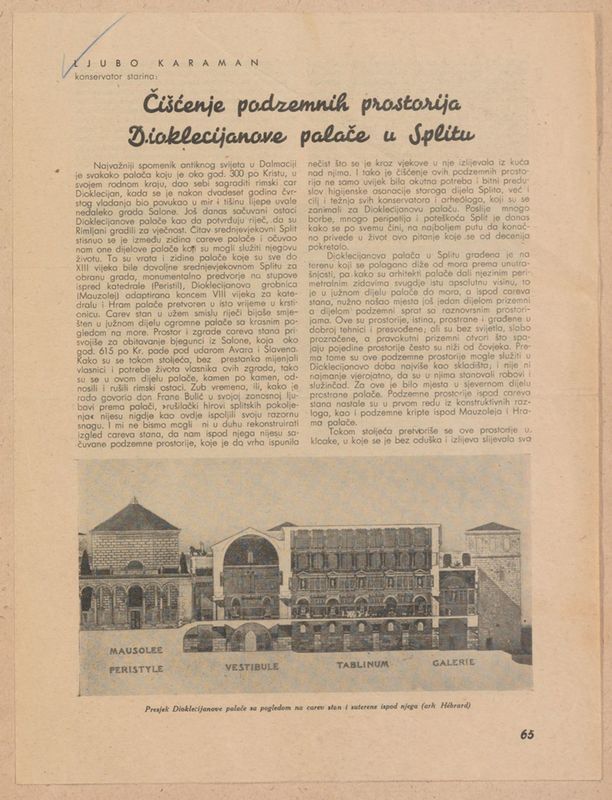 LJUBO KARAMAN
konservator starina:
Čišćenje podzemnih prostorija
Dioklecijanove palače u Splitu
Najvažniji spomenik antiknog svijeta u Dalmaciji
je svakako palača koju je oko god. 300 po Kristu, u
svojem rodnom kraju, dao sebi sagraditi rimski car
Dioklecijan, kada se je nakon dvadeset godina čvr-
stog vladanja bio povukao u mir i tišinu lijepe uvale
nedaleko grada Salone. Još danas sačuvani ostaci
Dioklecijanove palače kao da potvrđuju riječ, da su
Rimljani gradili za vječnost. Čitav srednjevjekovni Split
stisnuo se je između zidina carske palače i očuvao
nam one dijelove palače koji su mogli služiti njegovu
životu. To su vrata i zidine palače koje su sve do
XIII vijeka bile dovoljne srednjevjekovnom Splitu za
obranu grada, monumentalno predvorje na stupove
ispred katedrale (Peristil), Dioklecijanova grobnica
(Mauzolej) adaptirana koncem VIII vijeka za kate-
dralu i Hram palače pretvoren u isto vrijeme u krsti-
onicu. Carev stan u užem smislu riječi bijaše smje-
šten u južnom dijelu ogromne palače sa krasnim po-
gledom na more. Prostor i zgrade careva stana pri-
svojiše za obitavanje bjegunci iz Salone, koja oko
god. 615 po Kr. pade pod udarom Avara i Slavena.
Kako su se tokom stoljeća, bez prestanka mijenjali
vlasnici i potrebe života vlasnika ovih zgrada, tako
su se u ovom dijelu palače, kamen po kamen, od-
nosili i rušili rimski ostaci. Zub vremena, ili, kako je
rado govorio don Frane Bulić u svojoj zanosnoj lju-
bavi prema palači, »rušilački hirovi splitskih pokolje-
nja« nijesu nigdje kao ovdje ispoljili svoju razornu
snagu. I mi ne bismo mogli ni u duhu rekonstruirati
izgled careva stana, da nam ispod njega nijesu sa-
čuvane podzemne prostorije, koje je do vrha ispunila
nečist što se je kroz vjekove u nje izlijevala iz kuća
nad njima. I tako je čišćenje ovih podzemnih prosto-
rija ne samo uvijek bila akutna potreba i bitni predu-
slov higijenske asanacije staroga dijela Splita, već i
cilj i težnja svih konservatora i arheologa, koji su se
zanimali za Dioklecijanovu palaču. Poslije mnogo
borbe, mnogo peripetija i poteškoća Split je danas
kako se po svemu čini, na najboljem putu da konač-
no privede u život ovo pitanje koje se od decenija
pokretalo.
Dioklecijanova palača u Splitu građena je na
terenu koji se polagano diže od mora prema unutra-
šnjosti, pa kako su arhitekti palače dali njezinim peri-
metralnim zidovima svugdje istu apsolutnu visinu, to
je u južnom dijelu palače do mora, a ispod careva
stana, nužno našao mjesta još jedan dijelom prizemni
a dijelom podzemni sprat sa raznovrsnim prostori-
jama. Ove su prostorije, istina, prostrane i građene u
dobroj tehnici i presvođene, ali su bez svijetla, slabo
prozračene, a pravokutni prizemni otvori što spa-
jaju pojedine prostorije često su niži od čovjeka. Pre-
ma tome su ove podzemne prostorije mogle služiti u
Dioklecijanovo doba najviše kao skladišta, i nije ni
najmanje vjerojatno, da su u njima stanovali robovi i
služinčad. Za ove je bilo mjesta u sjevernom dijelu
prostrane palače. Podzemne prostorije ispod careva
stana nastale su u prvom redu iz konstruktivnih raz-
loga, kao i podzemne kripte ispod Mauzoleja i Hra-
ma palače.
Tokom stoljeća pretvoriše se ove prostorije u
kloake, u koje se je bez oduška i izlijeva slijevala sva
MAUSOLEE
PERISTYLE
VESTIBULE
TABLINUM
GALERIE
Presjek Dioklecijanove palače sa pogledom na carev stan i suterene ispod njega (arh Hébrard)
65